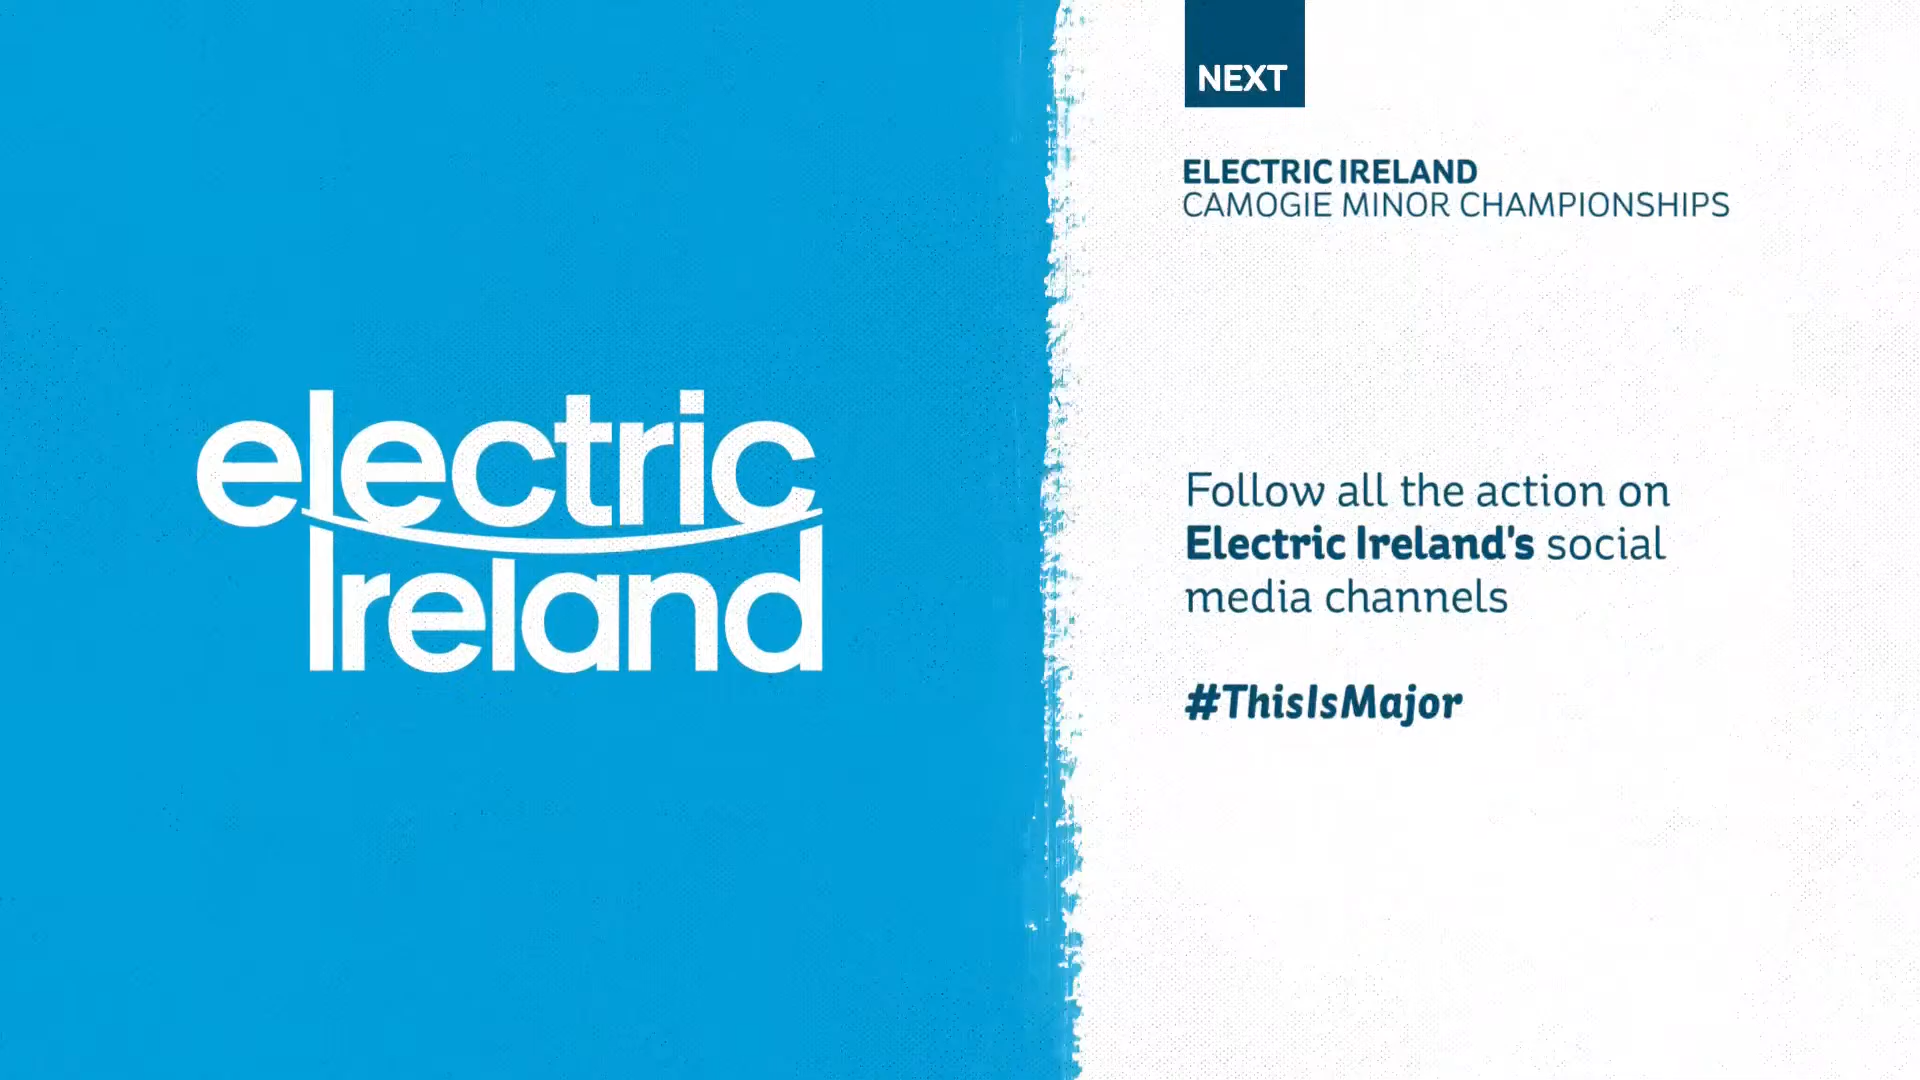 electric
Ireland
NEXT
ELECTRIC IRELAND
CAMOGIE MINOR CHAMPIONSHIPS
Follow all the action on
Electric Ireland's social
media channels
#ThisIsMajor